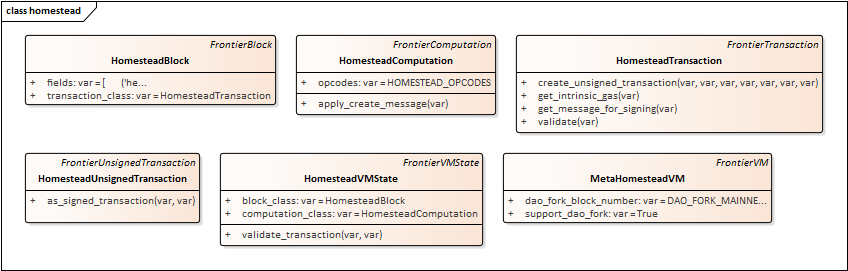 class homestead
FrontierBlock
HomesteadBlock
+ fields: var = [ ('he...
+ transaction_class: var = HomesteadTransaction
FrontierComputation
HomesteadComputation
+ opcodes: var = HOMESTEAD_OPCODES
+ apply_create_message(var)
FrontierTransaction
HomesteadTransaction
+ create_unsigned_transaction(var, var, var, var, var, var, var)
+ get_intrinsic_gas(var)
+ get_message_for_signing(var)
+ validate(var)
FrontierUnsignedTransaction
HomesteadUnsignedTransaction
+ as_signed_transaction(var, var)
FrontierVMState
HomesteadVMState
+ block_class: var = HomesteadBlock
+ computation_class: var = HomesteadComputation
+ validate_transaction(var, var)
FrontierVM
MetaHomesteadVM
+ dao_fork_block_number: var = DAO_FORK_MAINNE...
+ support_dao_fork: var = True